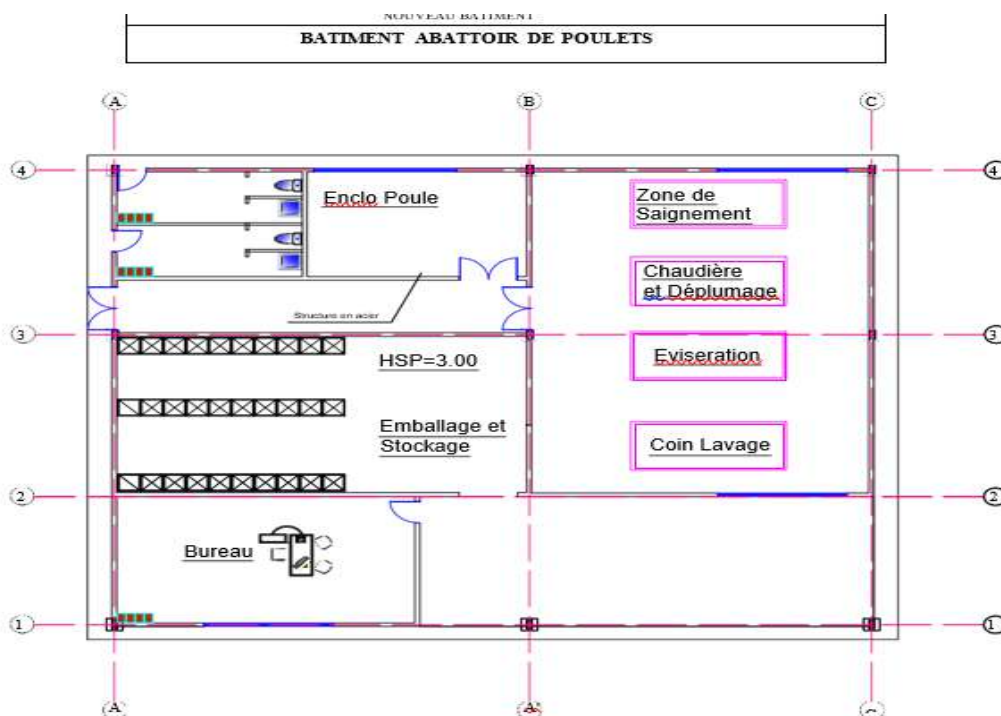 NOUVEAU BATIMENT
BATIMENT ABATTOIR DE POULETS
A B C
4 4
Enclo Poule
Zone de
Saignement
Chaudière
et Déplumage
Structure en acier
3 3
HSP=3.00
Eviseration
Emballage et
Stockage
Coin Lavage
2 2
Bureau
1 1
A A' C